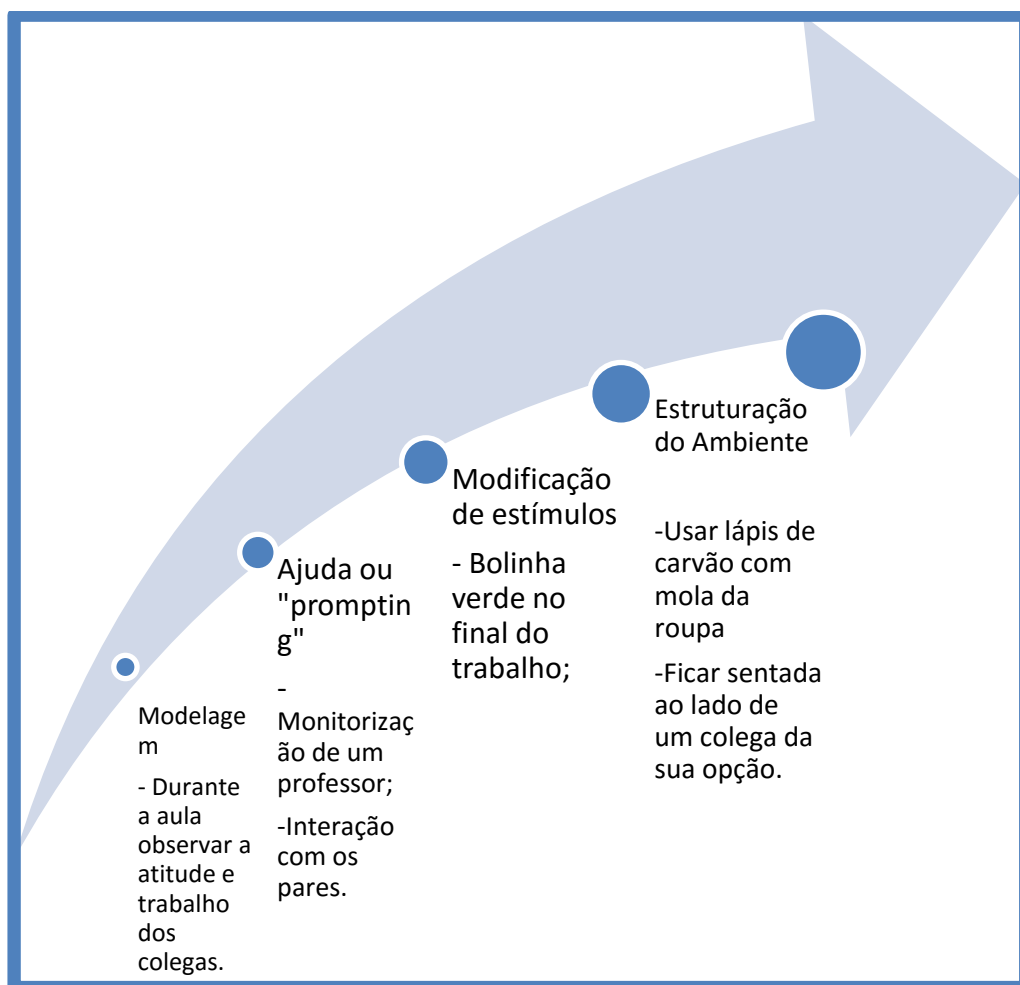 Modelage
m
- Durante
a aula
observar a
atitude e
trabalho
dos
colegas.
Ajuda ou
"promptin
g"
-
Monitorizaç
ão de um
professor;
-Interação
com os
pares.
Modificação
de estímulos
- Bolinha
verde no
final do
trabalho;
Estruturação
do Ambiente
-Usar lápis de
carvão com
mola da
roupa
-Ficar sentada
ao lado de
um colega da
sua opção.